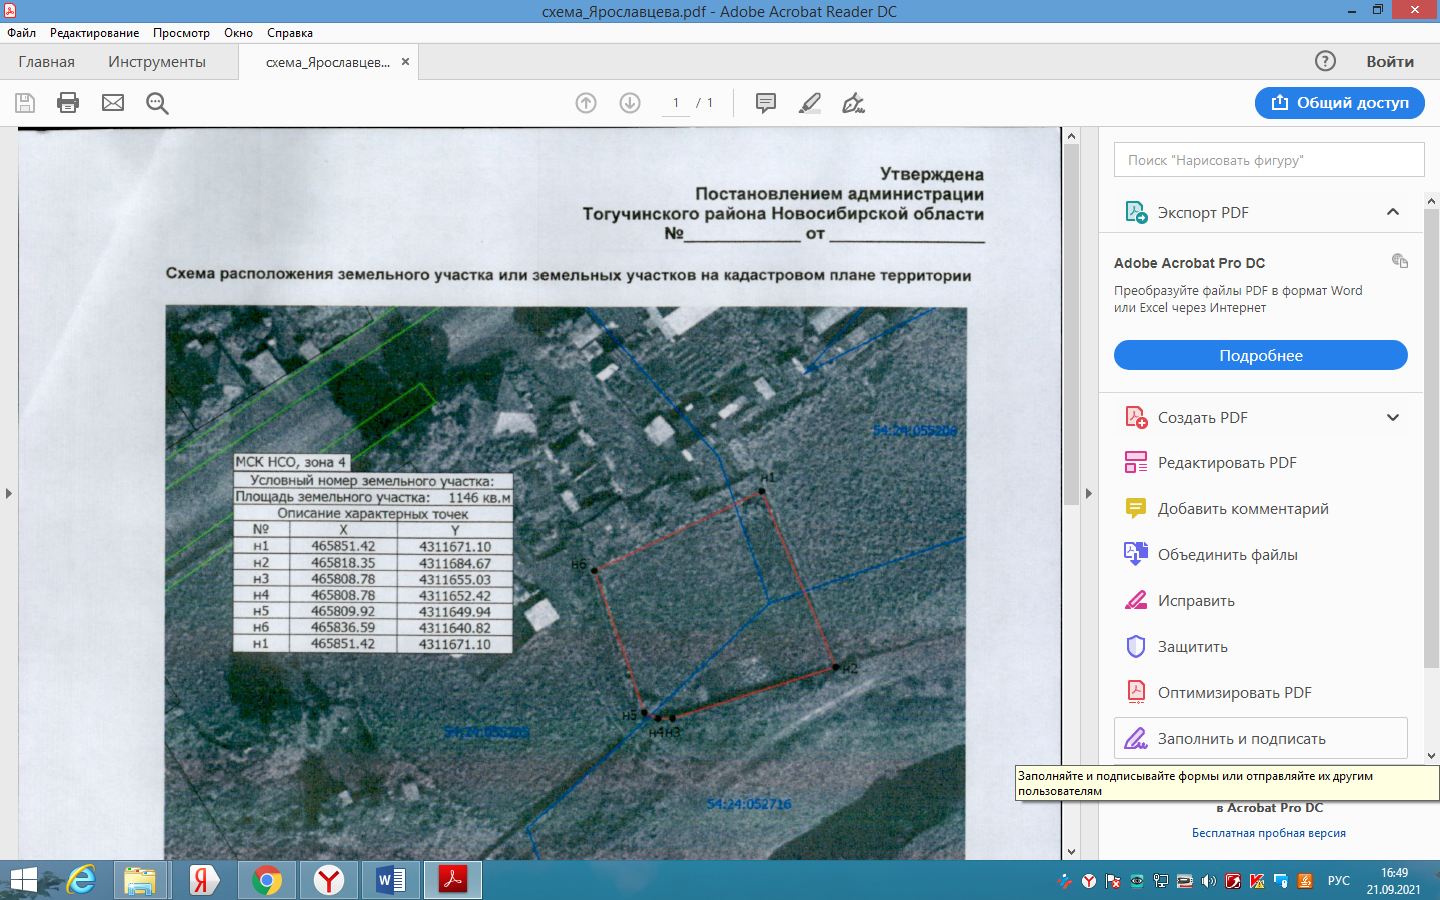 схема_Ярославцева.pdf - Adobe Acrobat Reader DC
Файл Редактирование Просмотр Окно Справка
Главная Инструменты схема_Ярославцев... × Войти
1 / 1 Общий доступ
Утверждена
Постановлением администрации
Тогучинского района Новосибирской области
№____________ от ________________
Схема расположения земельного участка или земельных участков на кадастровом плане территории
54:24:055206
МСК НСО, зона 4
Условный номер земельного участка:
Площадь земельного участка: 1146 кв.м
Описание характерных точек
№ X Y
н1 465851.42 4311671.10
н2 465818.35 4311684.67
н3 465808.78 4311655.03
н4 465808.78 4311652.42
н5 465809.92 4311649.94
н6 465836.59 4311640.82
н1 465851.42 4311671.10
н1
н6
н2
н5
н4 н3
54:24:055205
54:24:052716
Поиск "Нарисовать фигуру"
Экспорт PDF
Adobe Acrobat Pro DC
Преобразуйте файлы PDF в формат Word
или Excel через Интернет
Подробнее
Создать PDF
Редактировать PDF
Добавить комментарий
Объединить файлы
Исправить
Защитить
Оптимизировать PDF
Заполнить и подписать
Заполняйте и подписывайте формы или отправляйте их другим
пользователям
в Acrobat Pro DC
Бесплатная пробная версия
РУС
16:49
21.09.2021